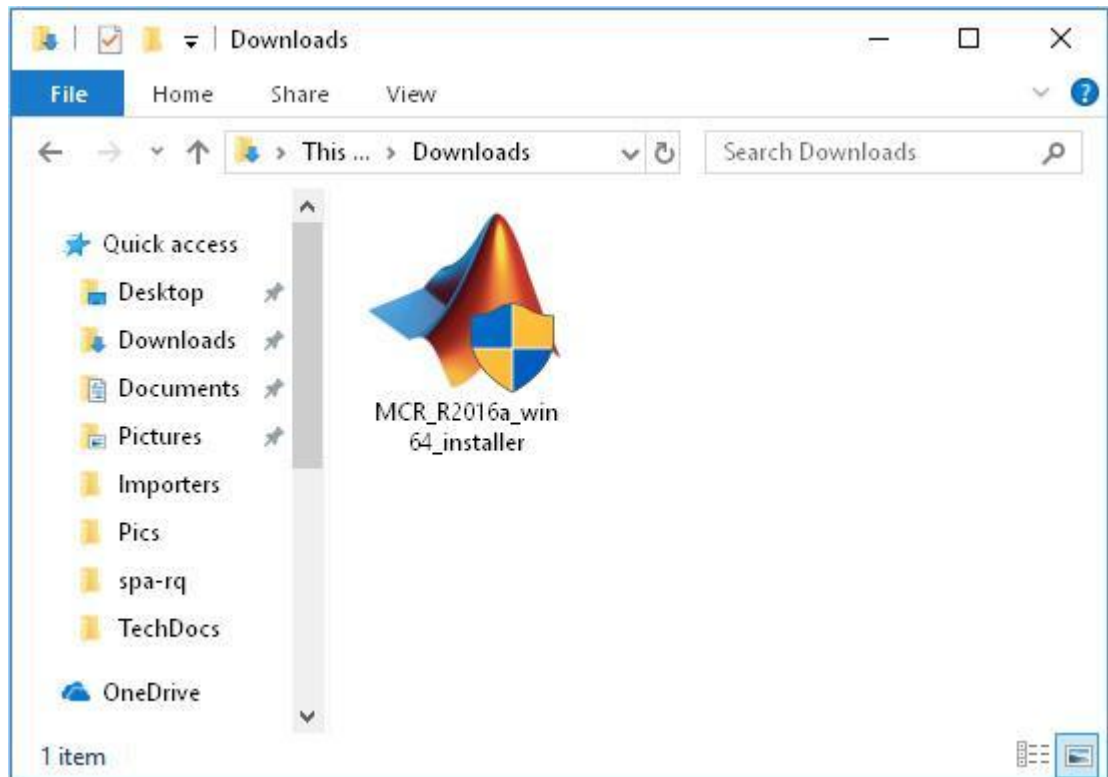 Downloads
File Home Share View
This ... Downloads Search Downloads
Quick access
Desktop
Downloads
Documents
Pictures
Importers
Pics
spa-rq
TechDocs
OneDrive
MCR_R2016a_win
64_installer
1 item